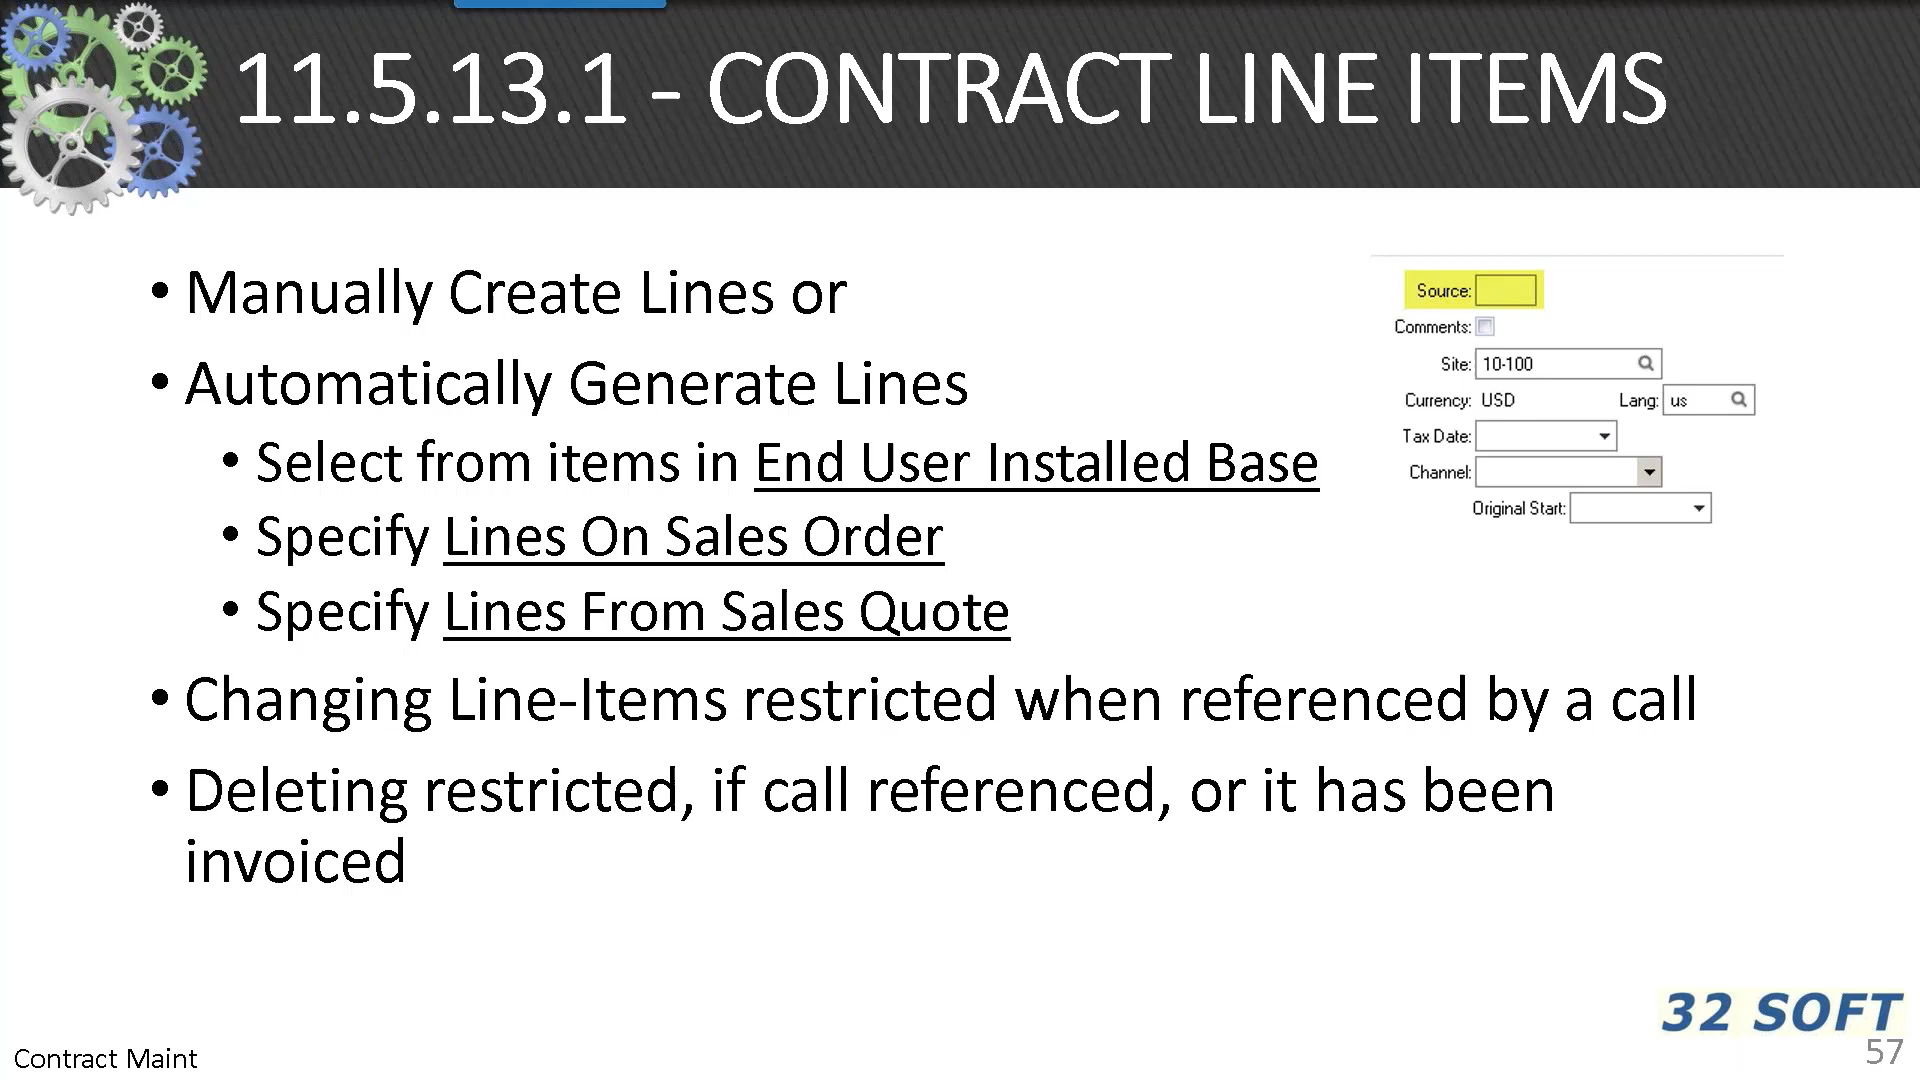 11.5.13.1 - CONTRACT LINE ITEMS
• Manually Create Lines or
• Automatically Generate Lines
• Select from items in End User Installed Base
• Specify Lines On Sales Order
• Specify Lines From Sales Quote
• Changing Line-Items restricted when referenced by a call
• Deleting restricted, if call referenced, or it has been
invoiced
Source:
Comments:
Site: 10-100
Currency: USD Lang: us
Tax Date:
Channel:
Original Start:
32 SOFT
Contract Maint
57